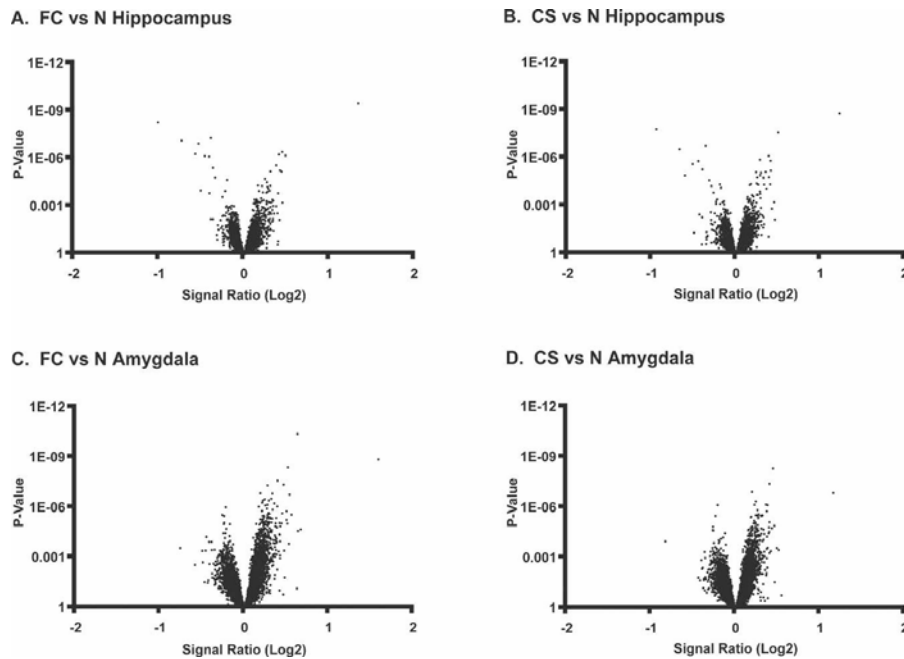 A. FC vs N Hippocampus
1E-12
1E-09
1E-06
0.001
1
P-Value
-2
-1
0
1
2
Signal Ratio (Log2)
B. CS vs N Hippocampus
1E-12
1E-09
1E-06
0.001
1
P-Value
-2
-1
0
1
2
Signal Ratio (Log2)
C. FC vs N Amygdala
1E-12
1E-09
1E-06
0.001
1
P-Value
-2
-1
0
1
2
Signal Ratio (Log2)
D. CS vs N Amygdala
1E-12
1E-09
1E-06
0.001
1
P-Value
-2
-1
0
1
2
Signal Ratio (Log2)